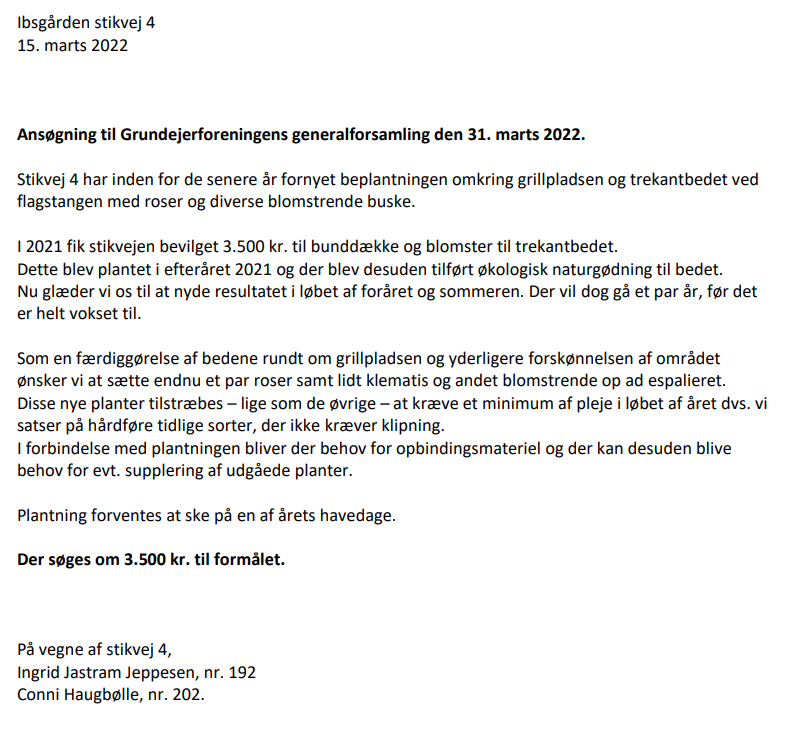 Ibsgården stikvej 4
15. marts 2022
Ansøgning til Grundejerforeningens generalforsamling den 31. marts 2022.
Stikvej 4 har inden for de senere år fornyet beplantningen omkring grillpladsen og trekantbedet ved
flagstangen med roser og diverse blomstrende buske.
I 2021 fik stikvejen bevilget 3.500 kr. til bunddække og blomster til trekantbedet.
Dette blev plantet i efteråret 2021 og der blev desuden tilført økologisk naturgødning til bedet.
Nu glæder vi os til at nyde resultatet i løbet af foråret og sommeren. Der vil dog gå et par år, før det
er helt vokset til.
Som en færdiggørelse af bedene rundt om grillpladsen og yderligere forskønnelsen af området
ønsker vi at sætte endnu et par roser samt lidt klematis og andet blomstrende op ad espalieret.
Disse nye planter tilstræbes – lige som de øvrige – at kræve et minimum af pleje i løbet af året dvs. vi
satser på hårdføre tidlige sorter, der ikke kræver klipning.
I forbindelse med plantningen bliver der behov for opbindingsmateriel og der kan desuden blive
behov for evt. supplering af udgåede planter.
Plantning forventes at ske på en af årets havedage.
Der søges om 3.500 kr. til formålet.
På vegne af stikvej 4,
Ingrid Jastram Jeppesen, nr. 192
Conni Haugbølle, nr. 202.